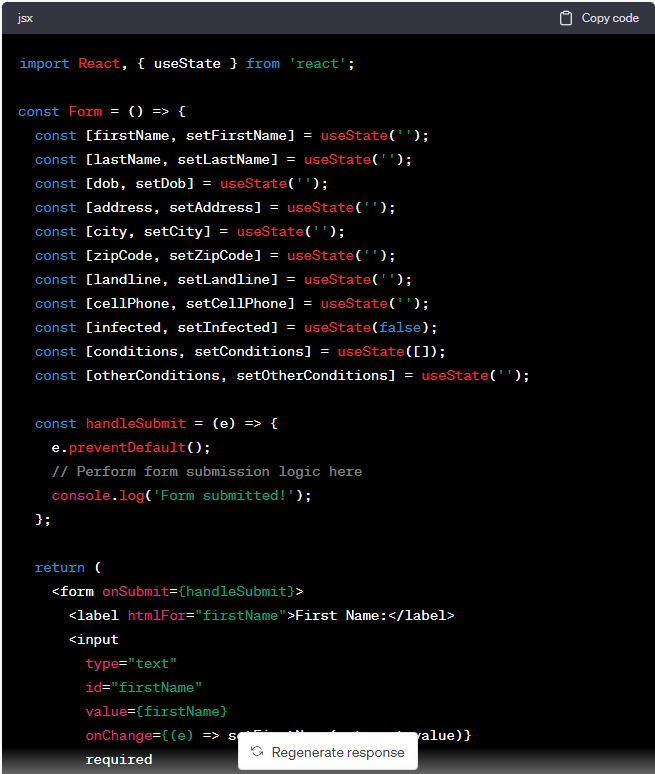 jsx
Copy code
import React, { useState } from 'react';
const Form = () => {
const [firstName, setFirstName] = useState('');
const [lastName, setLastName] = useState('');
const [dob, setDob] = useState('');
const [address, setAddress] = useState('');
const [city, setCity] = useState('');
const [zipCode, setZipCode] = useState('');
const [landline, setLandline] = useState('');
const [cellPhone, setCellPhone] = useState('');
const [infected, setInfected] = useState(false);
const [conditions, setConditions] = useState([]);
const [otherConditions, setOtherConditions] = useState('');
const handleSubmit = (e) => {
e.preventDefault();
// Perform form submission logic here
console.log('Form submitted!');
};
return (
<form onSubmit={handleSubmit}>
<label htmlFor="firstName">First Name:</label>
<input
type="text"
id="firstName"
value={firstName}
onChange={(e) => value)}
required
Regenerate response